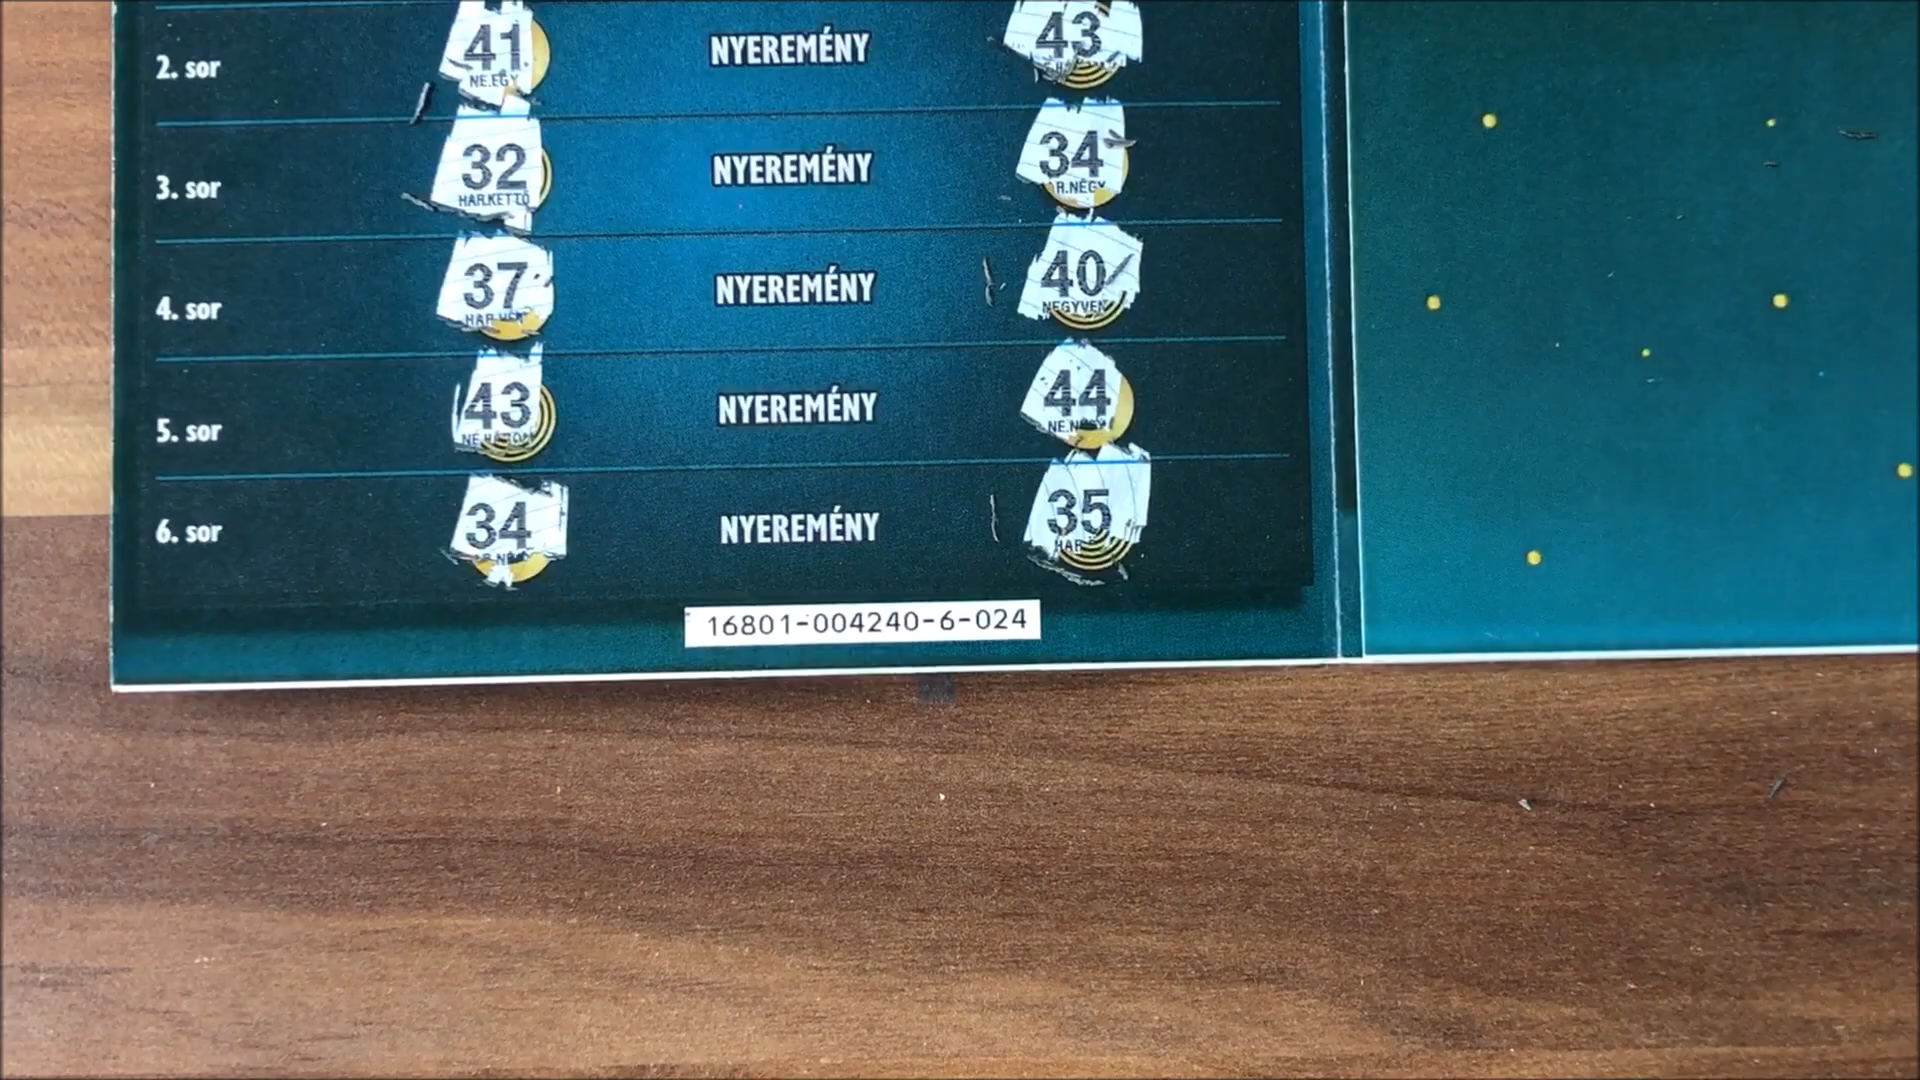 2. sor 41 NYEREMÉNY 43
NE.EGY
3. sor 32 NYEREMÉNY 34
HAR.KETTŐ R.NÉGY
4. sor 37 NYEREMÉNY 40
NEGYVEN
5. sor 43 NYEREMÉNY 44
6. sor 34 NYEREMÉNY 35
16801-004240-6-024